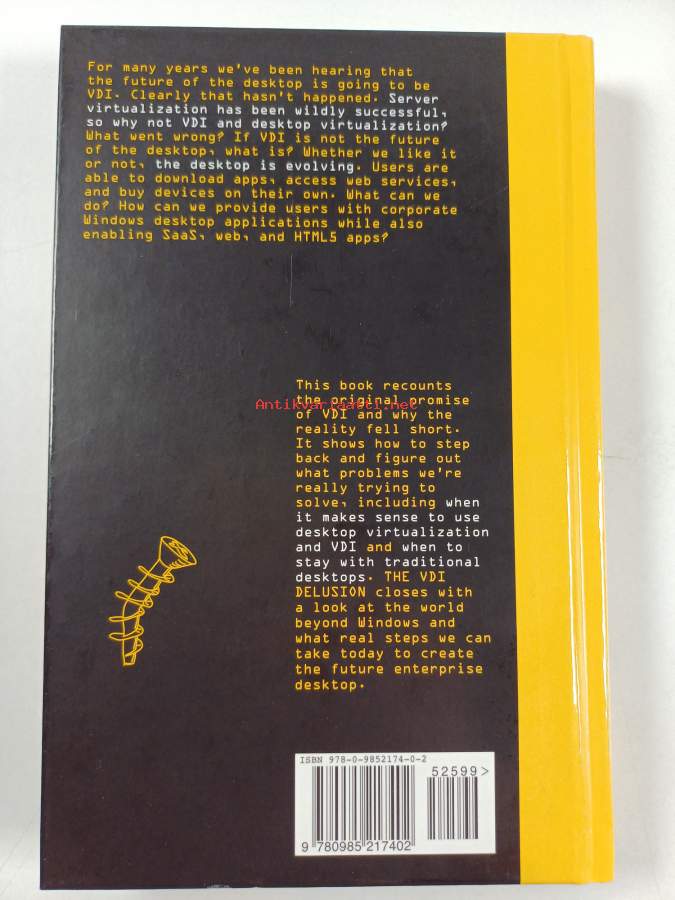 For many years we've been hearing that
the future of the desktop is going to be
VDI. Clearly that hasn't happened. Server
virtualization has been wildly successful,
so why not VDI and desktop virtualization?
What went wrong? If VDI is not the future
of the desktop, what is? Whether we like it
or not, the desktop is evolving. Users are
able to download apps, access web services,
and buy devices on their own. What can we
do? How can we provide users with corporate
Windows desktop applications while also
enabling SaaS, web, and HTML5 apps?
This book recounts
the original promise
Antikvariaatti.net
of VDI and why the
reality fell short.
It shows how to step
back and figure out
what problems we're
really trying to
solve, including when
it makes sense to use
desktop virtualization
and VDI and when to
stay with traditional
desktops. THE VDI
DELUSION closes with
a look at the world
beyond Windows and
what real steps we can
take today to create
the future enterprise
desktop.
ISBN 978-0-9852174-0-2
52599>
9 780985 217402